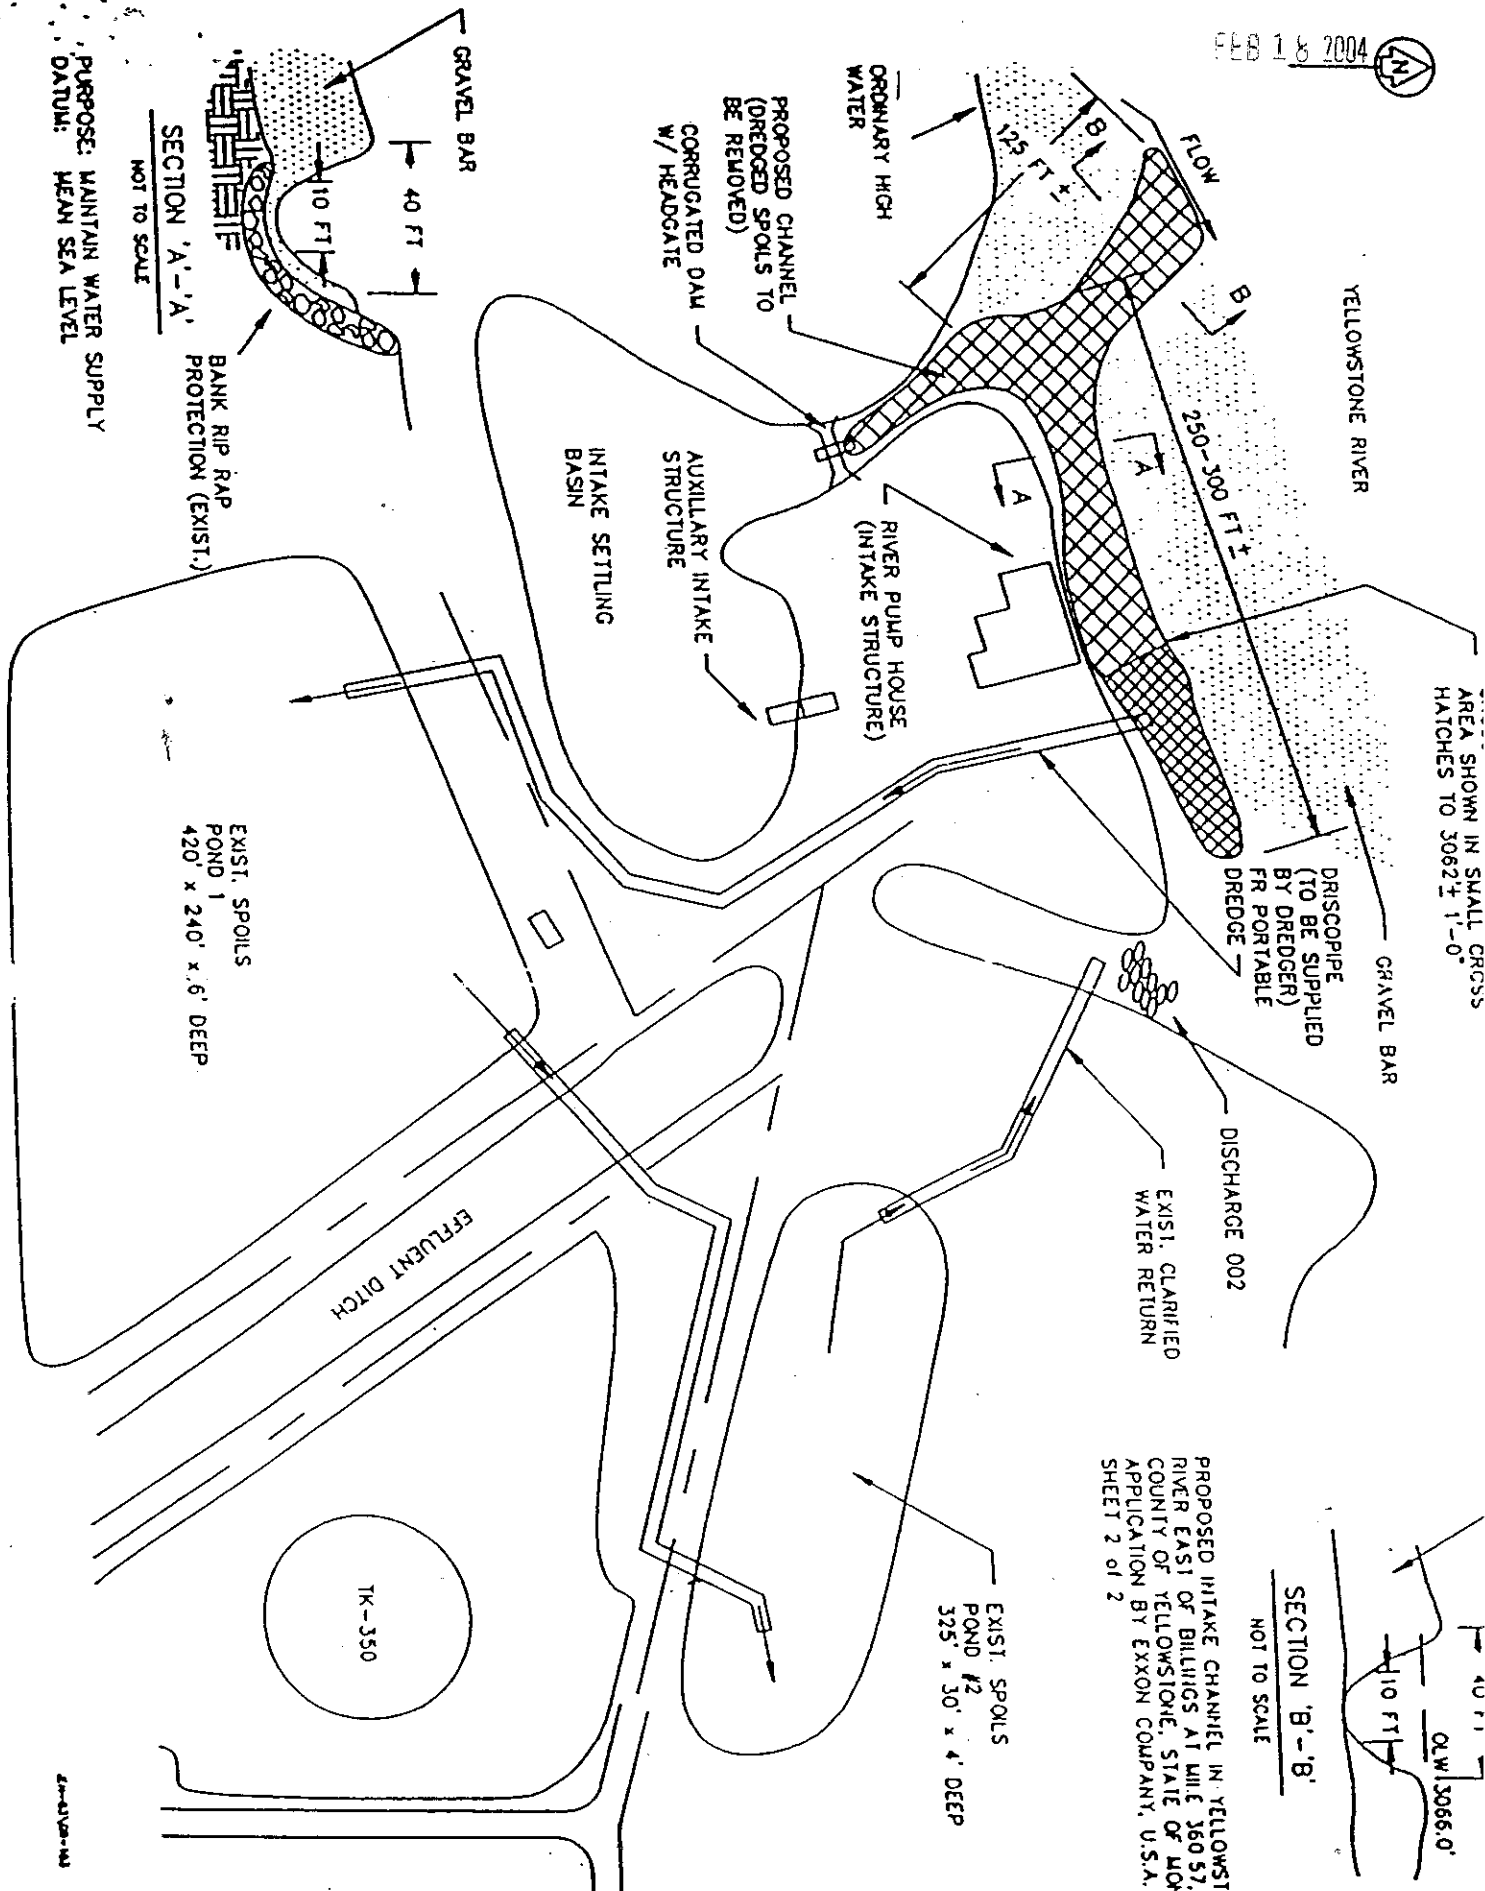 FEB 18 2004
N
YELLOWSTONE RIVER
FLOW
B
B
125 FT ±
ORDINARY HIGH
WATER
PROPOSED CHANNEL
(DREDGED SPOILS TO
BE REMOVED)
CORRUGATED DAM
W/ HEADGATE
250-300 FT ±
A
A
AREA SHOWN IN SMALL CROSS
HATCHES TO 3062'± 1'-0"
GRAVEL BAR
DRISCOPIPE
(TO BE SUPPLIED
BY DREDGER)
FR PORTABLE
DREDGE
RIVER PUMP HOUSE
(INTAKE STRUCTURE)
AUXILLARY INTAKE
STRUCTURE
INTAKE SETTLING
BASIN
DISCHARGE 002
EXIST. CLARIFIED
WATER RETURN
EXIST. SPOILS
POND #2
325' x 30' x 4' DEEP
EXIST. SPOILS
POND 1
420' x 240' x 6' DEEP
EFFLUENT DITCH
TK-350
GRAVEL BAR
40 FT
10 FT
BANK RIP RAP
PROTECTION (EXIST.)
SECTION 'A'-'A'
NOT TO SCALE
PURPOSE: MAINTAIN WATER SUPPLY
DATUM: MEAN SEA LEVEL
40 FT
10 FT
OLW 3066.0'
SECTION 'B'-'B'
NOT TO SCALE
PROPOSED INTAKE CHANNEL IN YELLOWST
RIVER EAST OF BILLINGS AT MILE 360.57,
COUNTY OF YELLOWSTONE, STATE OF MON
APPLICATION BY EXXON COMPANY, U.S.A.
SHEET 2 of 2